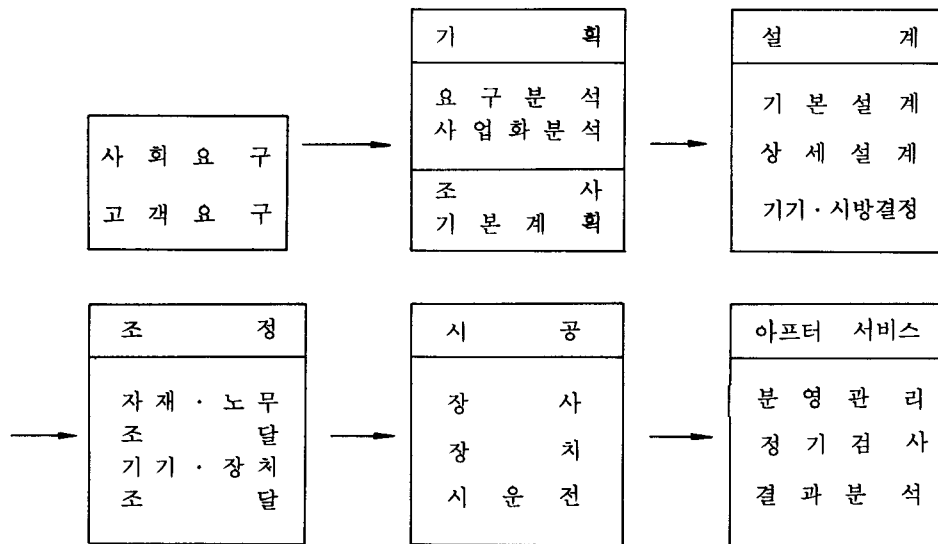 사회요구
고객요구
기획
요구분석
사업화분석
조사
기본계획
설계
기본설계
상세설계
기기·시방결정
조정
자재·노무
조달
기기·장치
조달
시공
장사
장치
시운전
아프터 서비스
분영관리
정기검사
결과분석